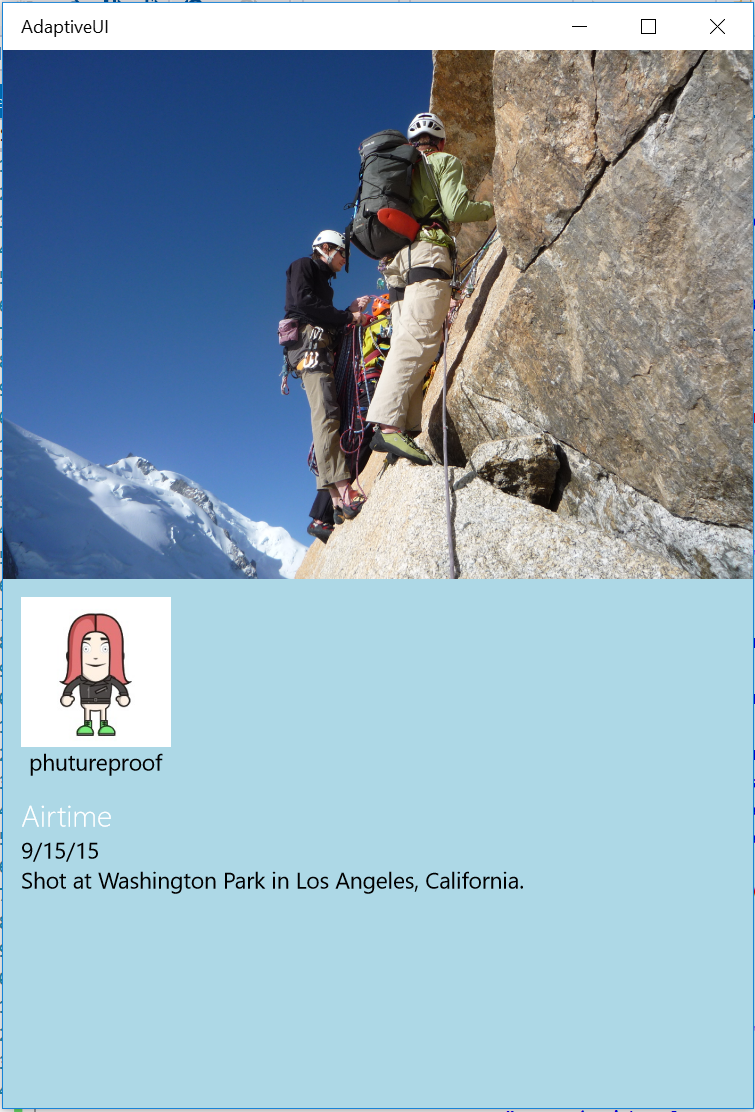 AdaptiveUI
phutureproof
Airtime
9/15/15
Shot at Washington Park in Los Angeles, California.